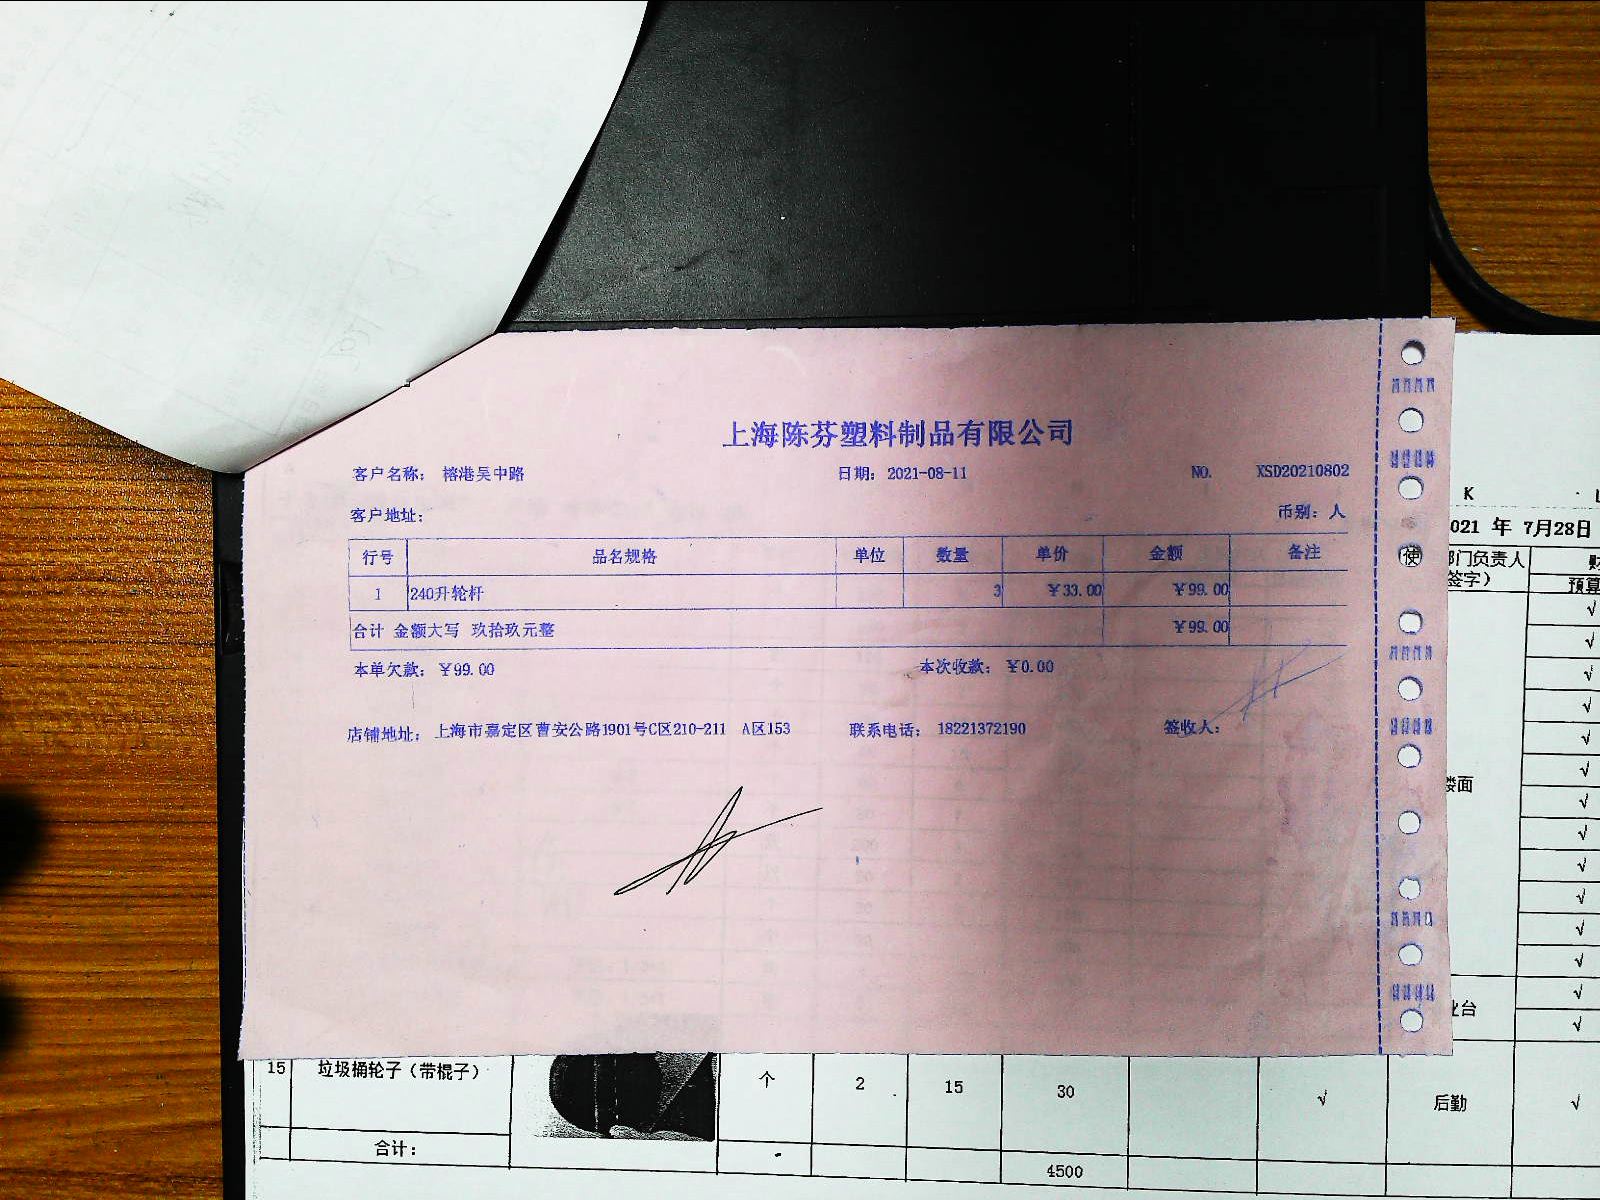 上海陈芬塑料制品有限公司
客户名称： 榕港吴中路 日期： 2021-08-11 NO. XSD20210802
客户地址： 币别： 人
行号 品名规格 单位 数量 单价 金额 备注
1 240升轮杆 3 ￥33.00 ￥99.00
合计 金额大写 玖拾玖元整 ￥99.00
本单欠款： ￥99.00 本次收款： ￥0.00
店铺地址： 上海市嘉定区曹安公路1901号C区210-211 A区153 联系电话： 18221372190 签收人：
K
021 年 7月28日
部门负责人
签字）
预算
楼面
台
15 垃圾桶轮子（带棍子） 个 2 15 30 √ 后勤 √
合计： 4500